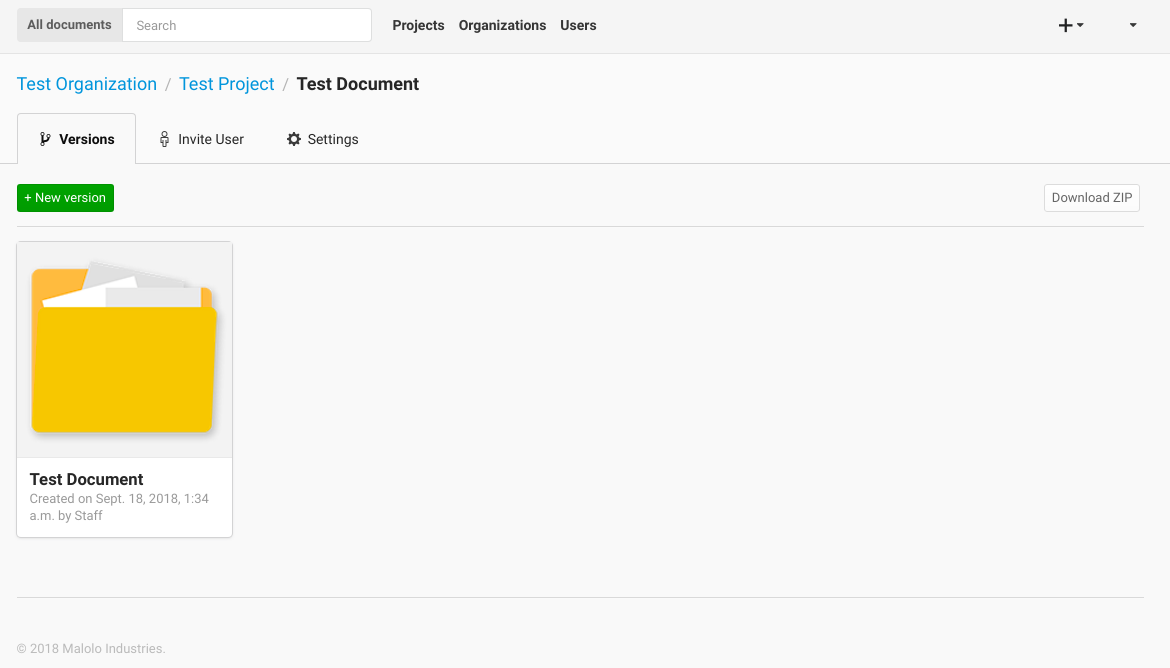 All documents Search Projects Organizations Users
Test Organization / Test Project / Test Document
Versions Invite User Settings
+ New version Download ZIP
Test Document
Created on Sept. 18, 2018, 1:34
a.m. by Staff
© 2018 Malolo Industries.